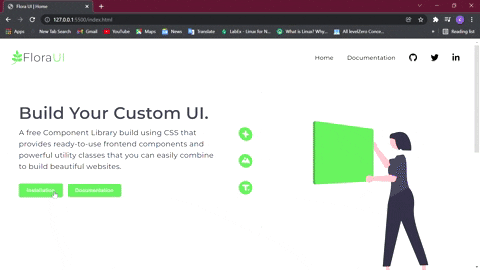 Flora UI | Home
127.0.0.1:5500/index.html
Apps
New Tab
Gmail
YouTube
Maps
News
Translate
LabEx - Linux for N...
What is Linux? Why...
All levelZero Conce...
Reading list
FloraUI
Home
Documentation
Build Your Custom UI.
A free Component Library build using CSS that
provides ready-to-use frontend components and
powerful utility classes that you can easily combine
to build beautiful websites.
Installation
Documentation